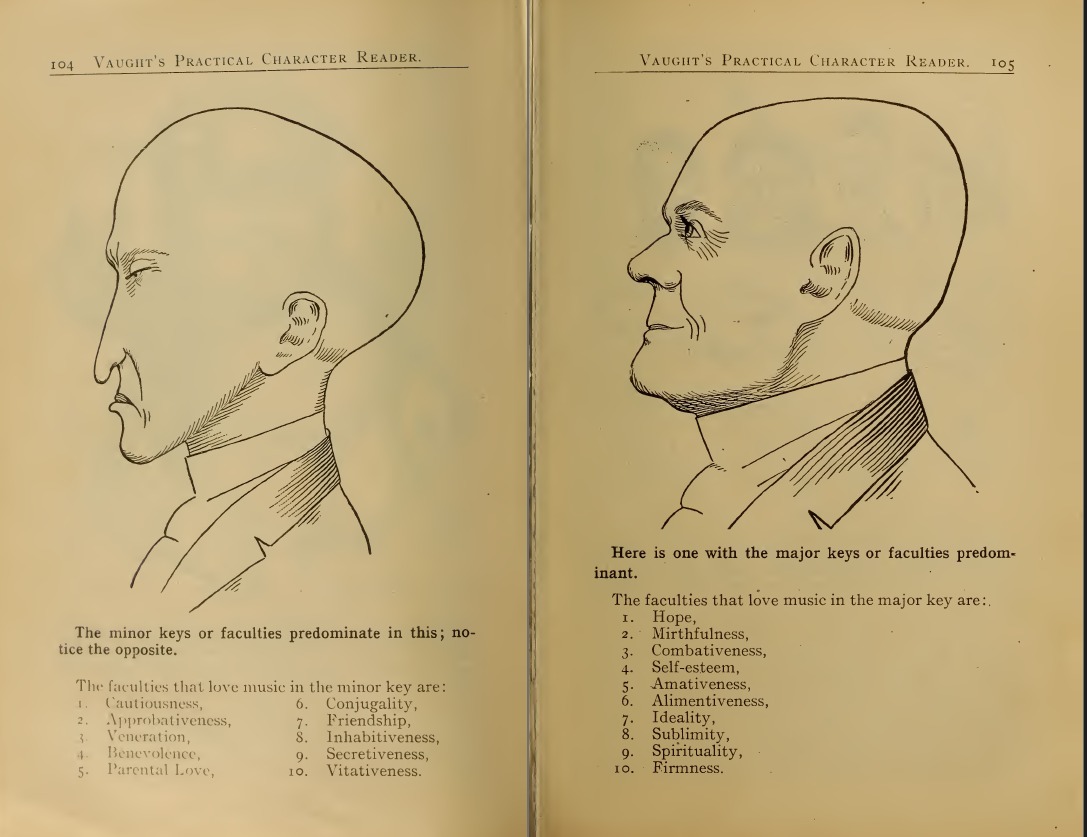 104 VAUGHT'S PRACTICAL CHARACTER READER.
The minor keys or faculties predominate in this; no-
tice the opposite.
The faculties that love music in the minor key are:
1. Cautiousness,
2. Approbativeness,
3. Veneration,
4. Benevolence,
5. Parental Love,
6. Conjugality,
7. Friendship,
8. Inhabitiveness,
9. Secretiveness,
10. Vitativeness.
VAUGHT'S PRACTICAL CHARACTER READER. 105
Here is one with the major keys or faculties predom-
inant.
The faculties that love music in the major key are:
1. Hope,
2. Mirthfulness,
3. Combativeness,
4. Self-esteem,
5. Amativeness,
6. Alimentiveness,
7. Ideality,
8. Sublimity,
9. Spirituality,
10. Firmness.